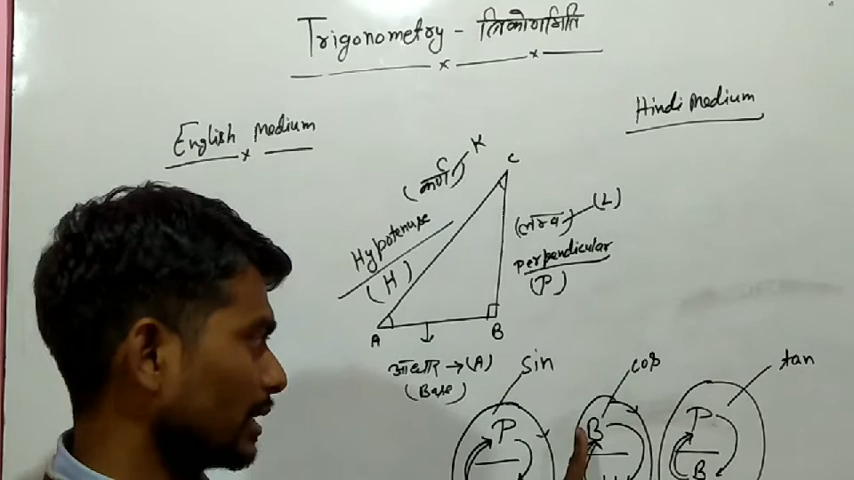 Trigonometry - त्रिकोणमिति
English Medium
Hindi Medium
(कर्ण) K
C
Hypotenuse
(H)
(लम्ब) (L)
Perpendicular
(P)
A
B
आधार → (A)
(Base)
sin
cos
tan
P
B
P
B